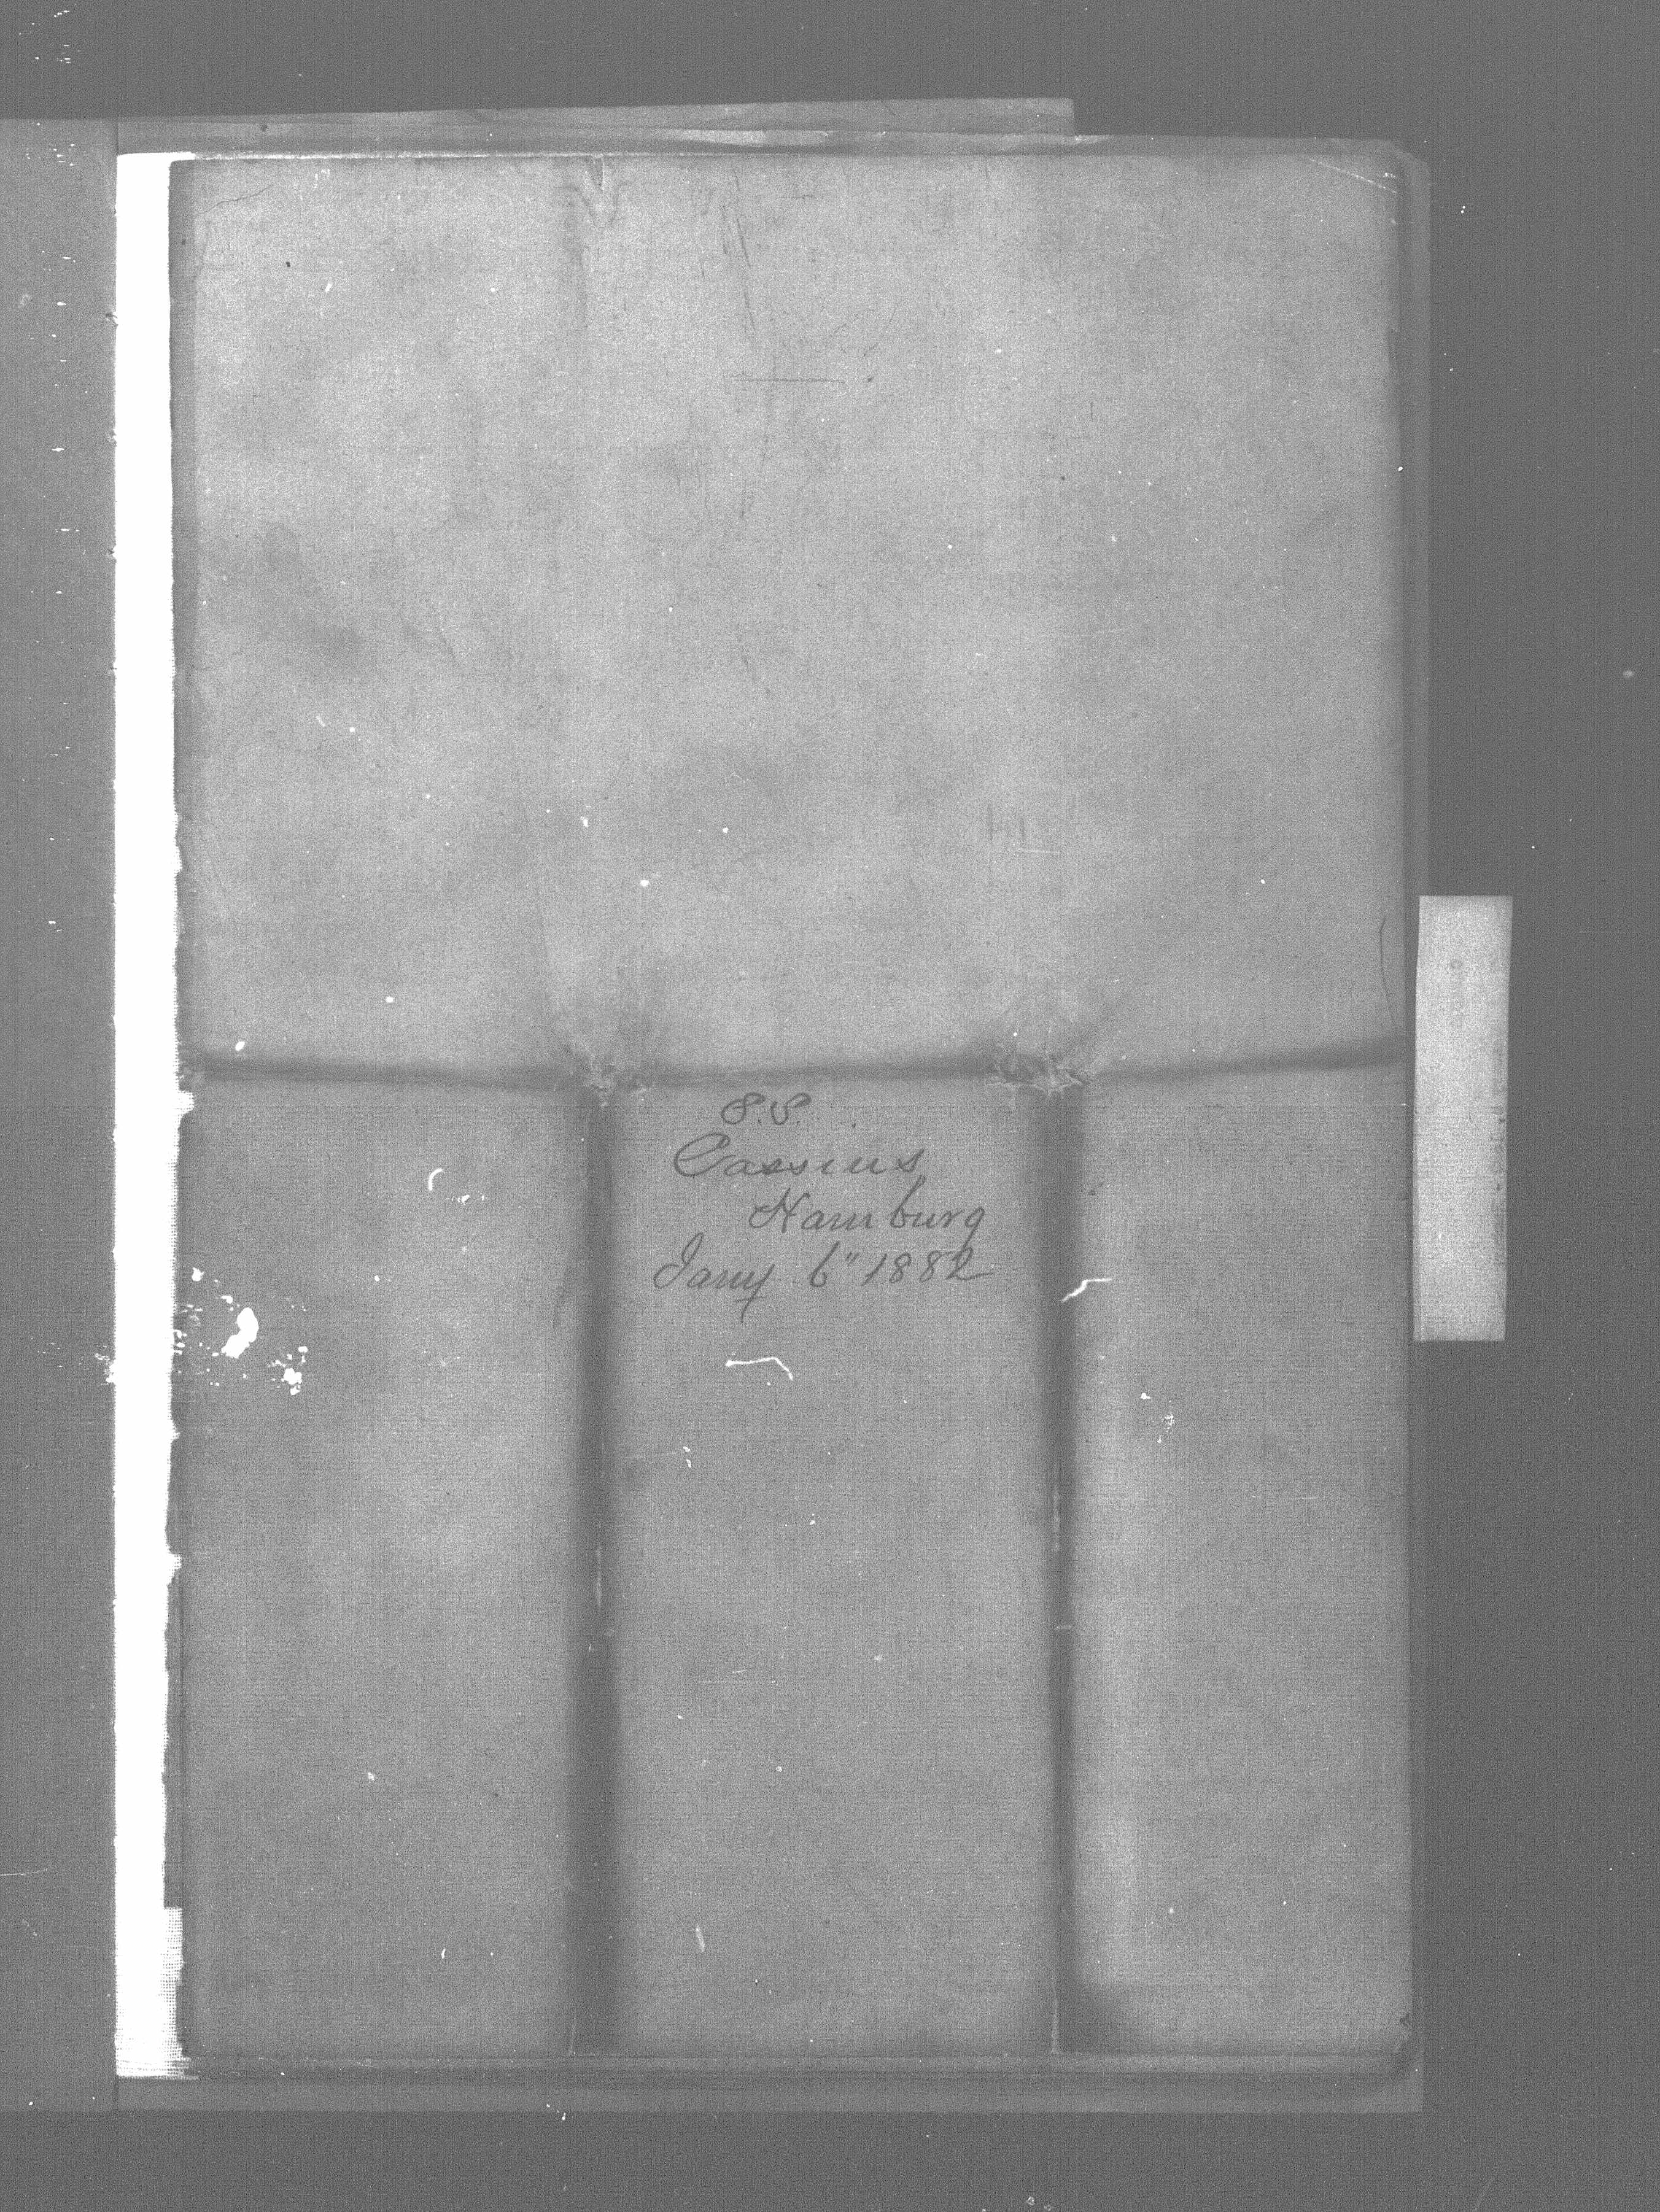 S.S.
Cassius
Hamburg
Jany 6" 1882